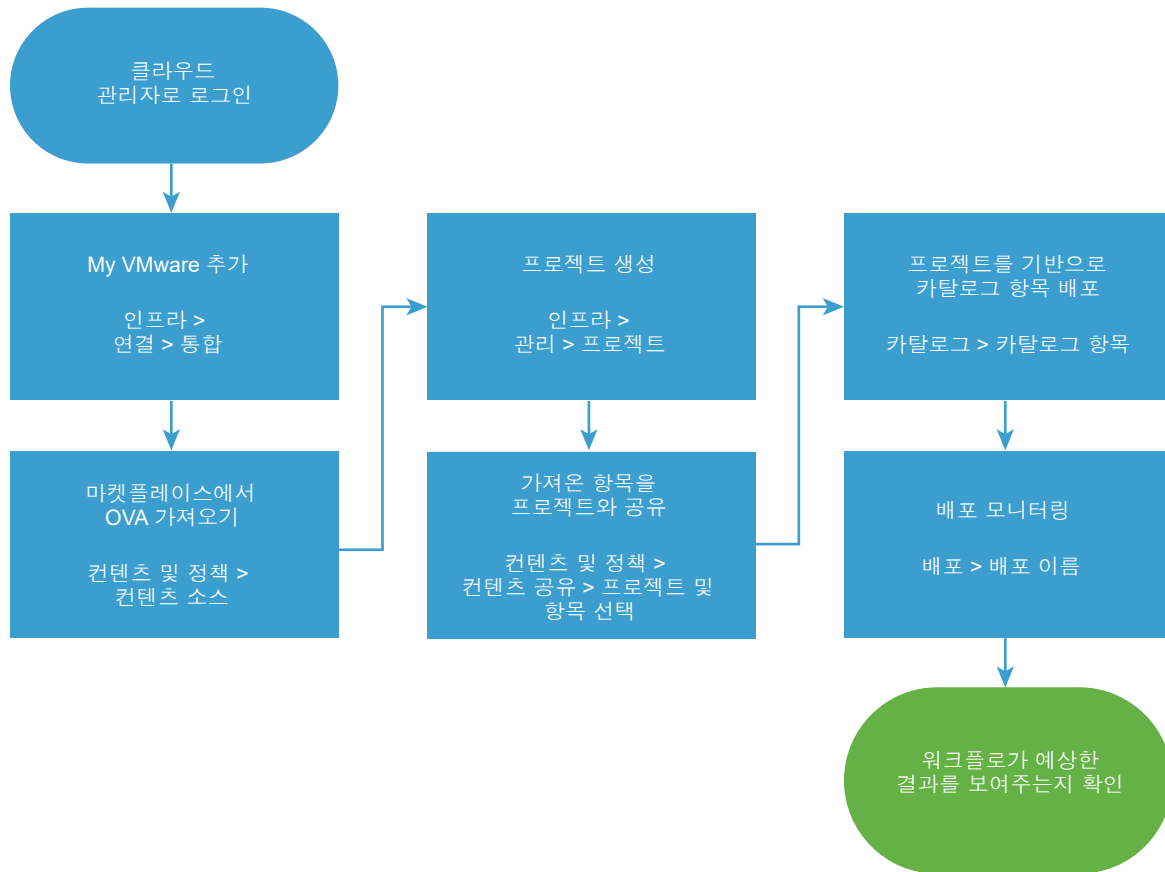 클라우드
관리자로 로그인
My VMware 추가
인프라 >
연결 > 통합
마켓플레이스에서
OVA 가져오기
컨텐츠 및 정책 >
컨텐츠 소스
프로젝트 생성
인프라 >
관리 > 프로젝트
가져온 항목을
프로젝트와 공유
컨텐츠 및 정책 >
컨텐츠 공유 > 프로젝트 및
항목 선택
프로젝트를 기반으로
카탈로그 항목 배포
카탈로그 > 카탈로그 항목
배포 모니터링
배포 > 배포 이름
워크플로가 예상한
결과를 보여주는지 확인